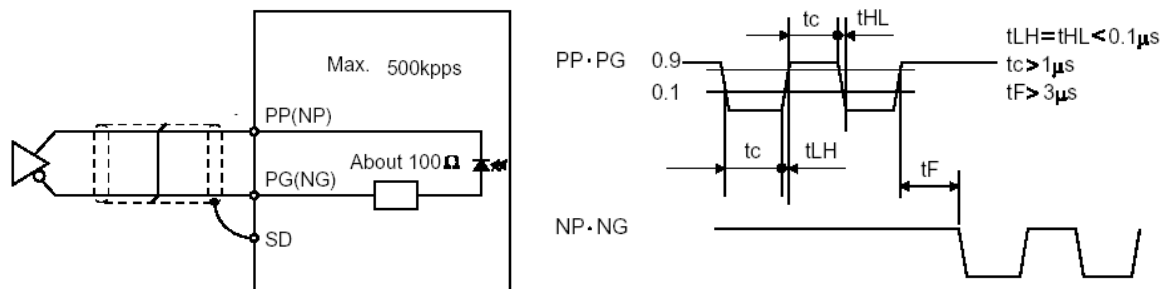 Max. 500kpps
PP(NP)
About 100Ω
PG(NG)
SD
tc tHL
PP·PG 0.9
0.1
tLH=tHL<0.1μs
tc>1μs
tF>3μs
tc tLH
tF
NP·NG